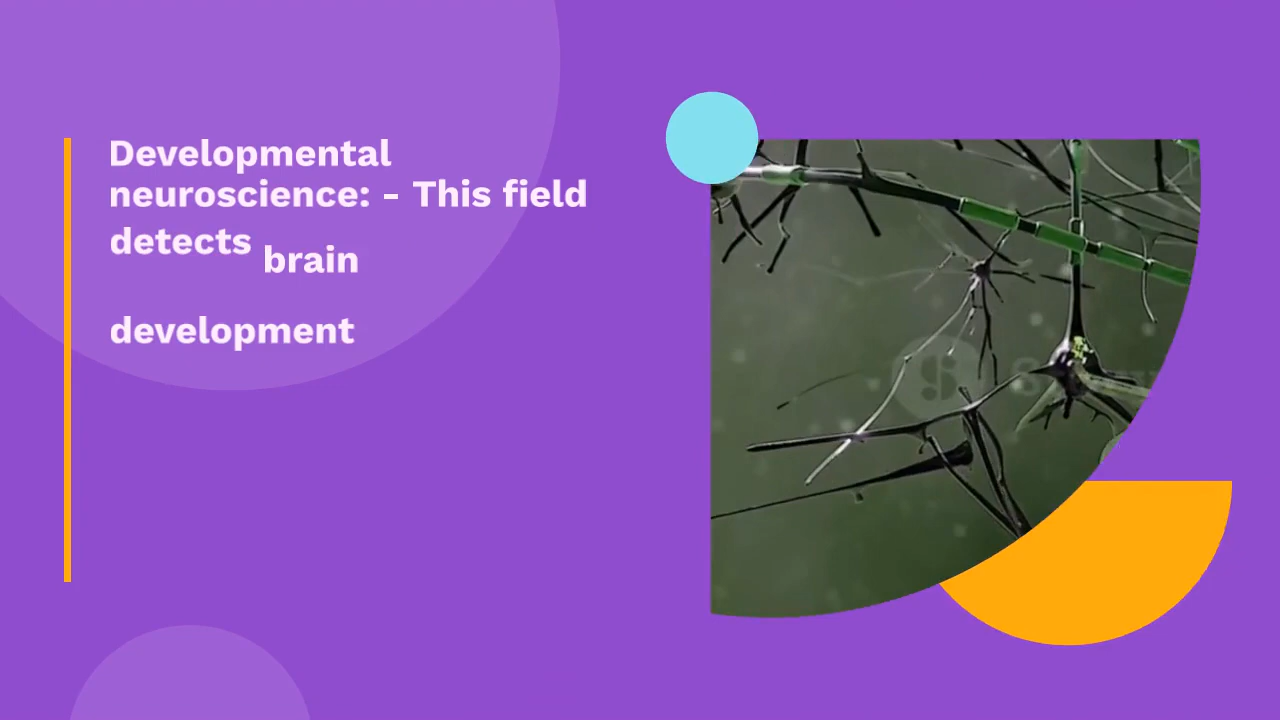 Developmental
neuroscience: - This field
detects brain
development